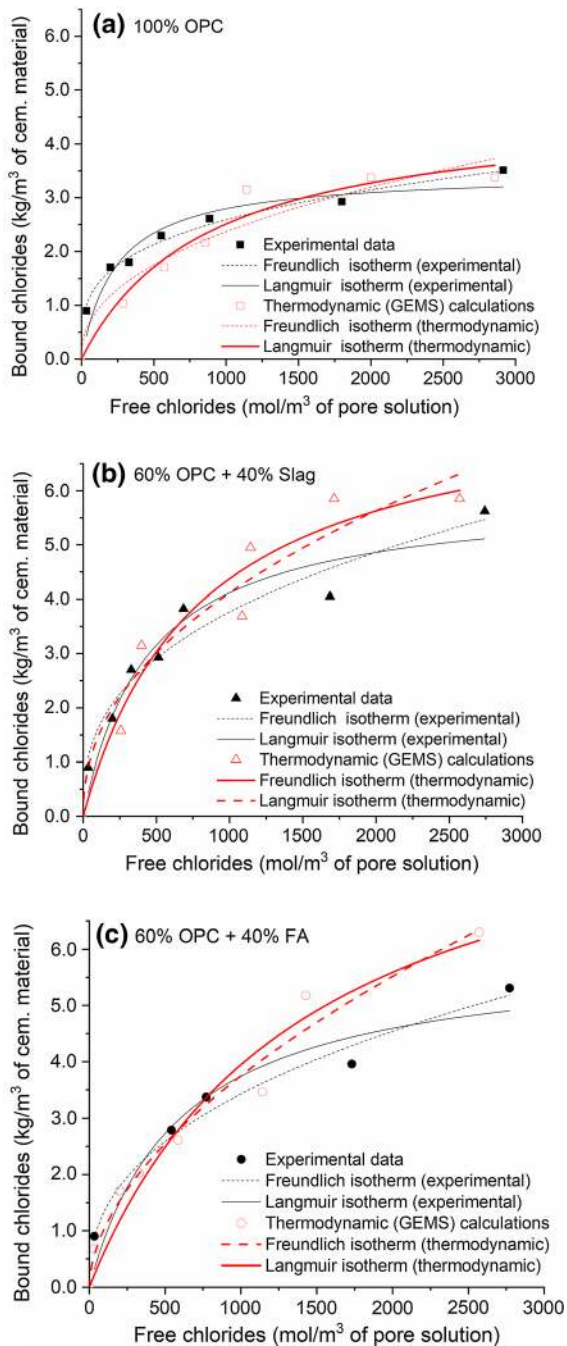 (a) 100% OPC
Bound chlorides (kg/m³ of cem. material)
6.0
5.0
4.0
3.0
2.0
1.0
0.0
Experimental data
Freundlich isotherm (experimental)
Langmuir isotherm (experimental)
Thermodynamic (GEMS) calculations
Freundlich isotherm (thermodynamic)
Langmuir isotherm (thermodynamic)
0 500 1000 1500 2000 2500 3000
Free chlorides (mol/m³ of pore solution)
(b) 60% OPC + 40% Slag
Bound chlorides (kg/m³ of cem. material)
6.0
5.0
4.0
3.0
2.0
1.0
0.0
Experimental data
Freundlich isotherm (experimental)
Langmuir isotherm (experimental)
Thermodynamic (GEMS) calculations
Freundlich isotherm (thermodynamic)
Langmuir isotherm (thermodynamic)
0 500 1000 1500 2000 2500 3000
Free chlorides (mol/m³ of pore solution)
(c) 60% OPC + 40% FA
Bound chlorides (kg/m³ of cem. material)
6.0
5.0
4.0
3.0
2.0
1.0
0.0
Experimental data
Freundlich isotherm (experimental)
Langmuir isotherm (experimental)
Thermodynamic (GEMS) calculations
Freundlich isotherm (thermodynamic)
Langmuir isotherm (thermodynamic)
0 500 1000 1500 2000 2500 3000
Free chlorides (mol/m³ of pore solution)